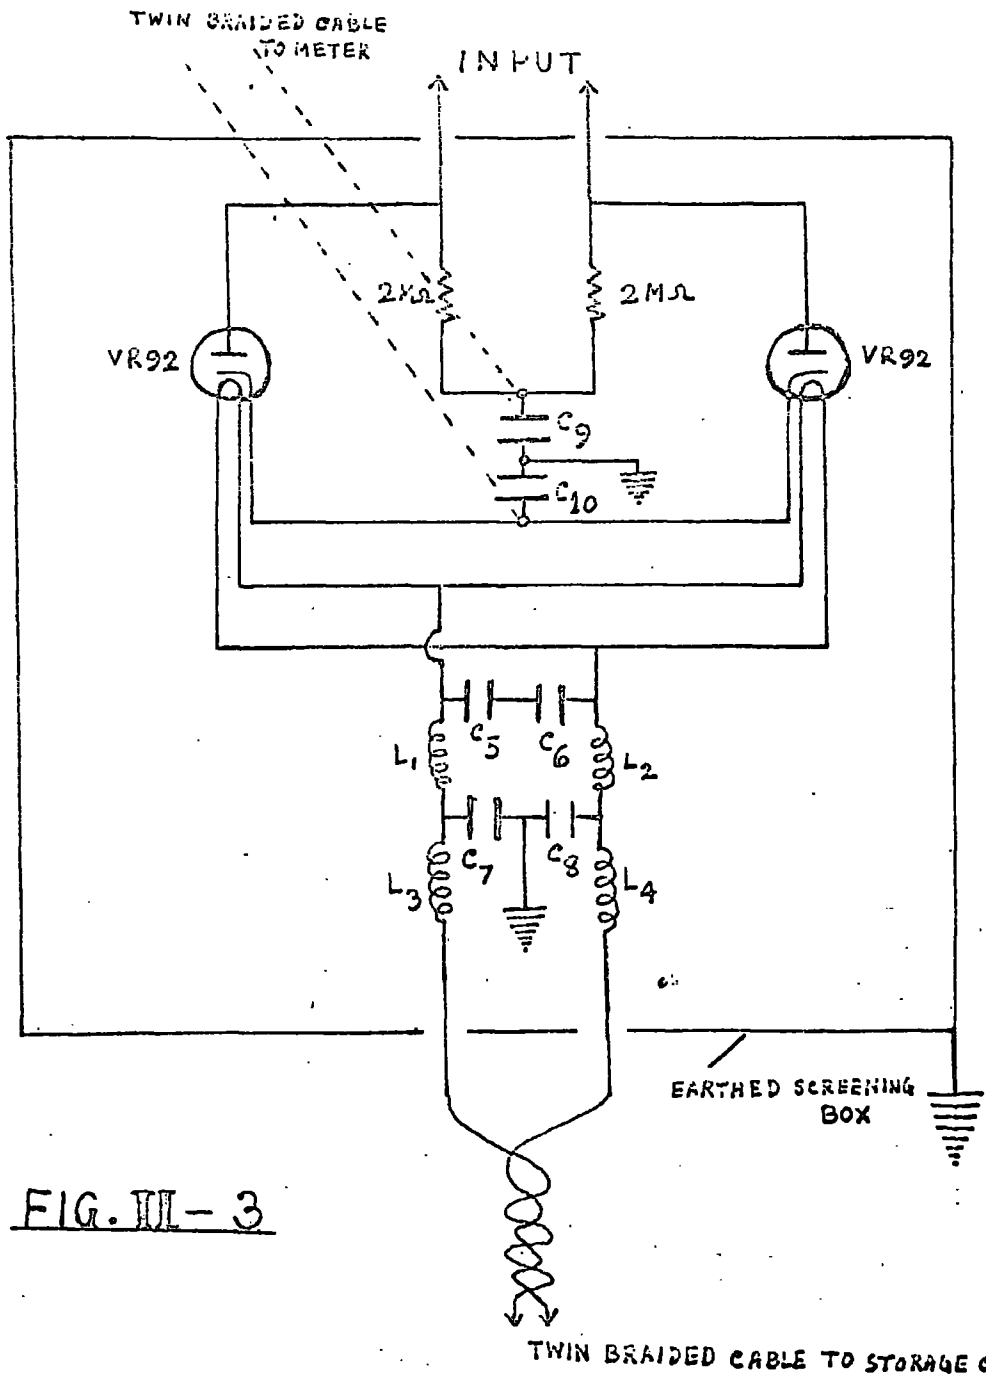 TWIN BRAIDED CABLE
TO METER
INPUT
2MΩ
2MΩ
VR92
VR92
C9
C10
C5
C6
L1
L2
C7
C8
L3
L4
EARTHED SCREENING
BOX
FIG. III-3
TWIN BRAIDED CABLE TO STORAGE C